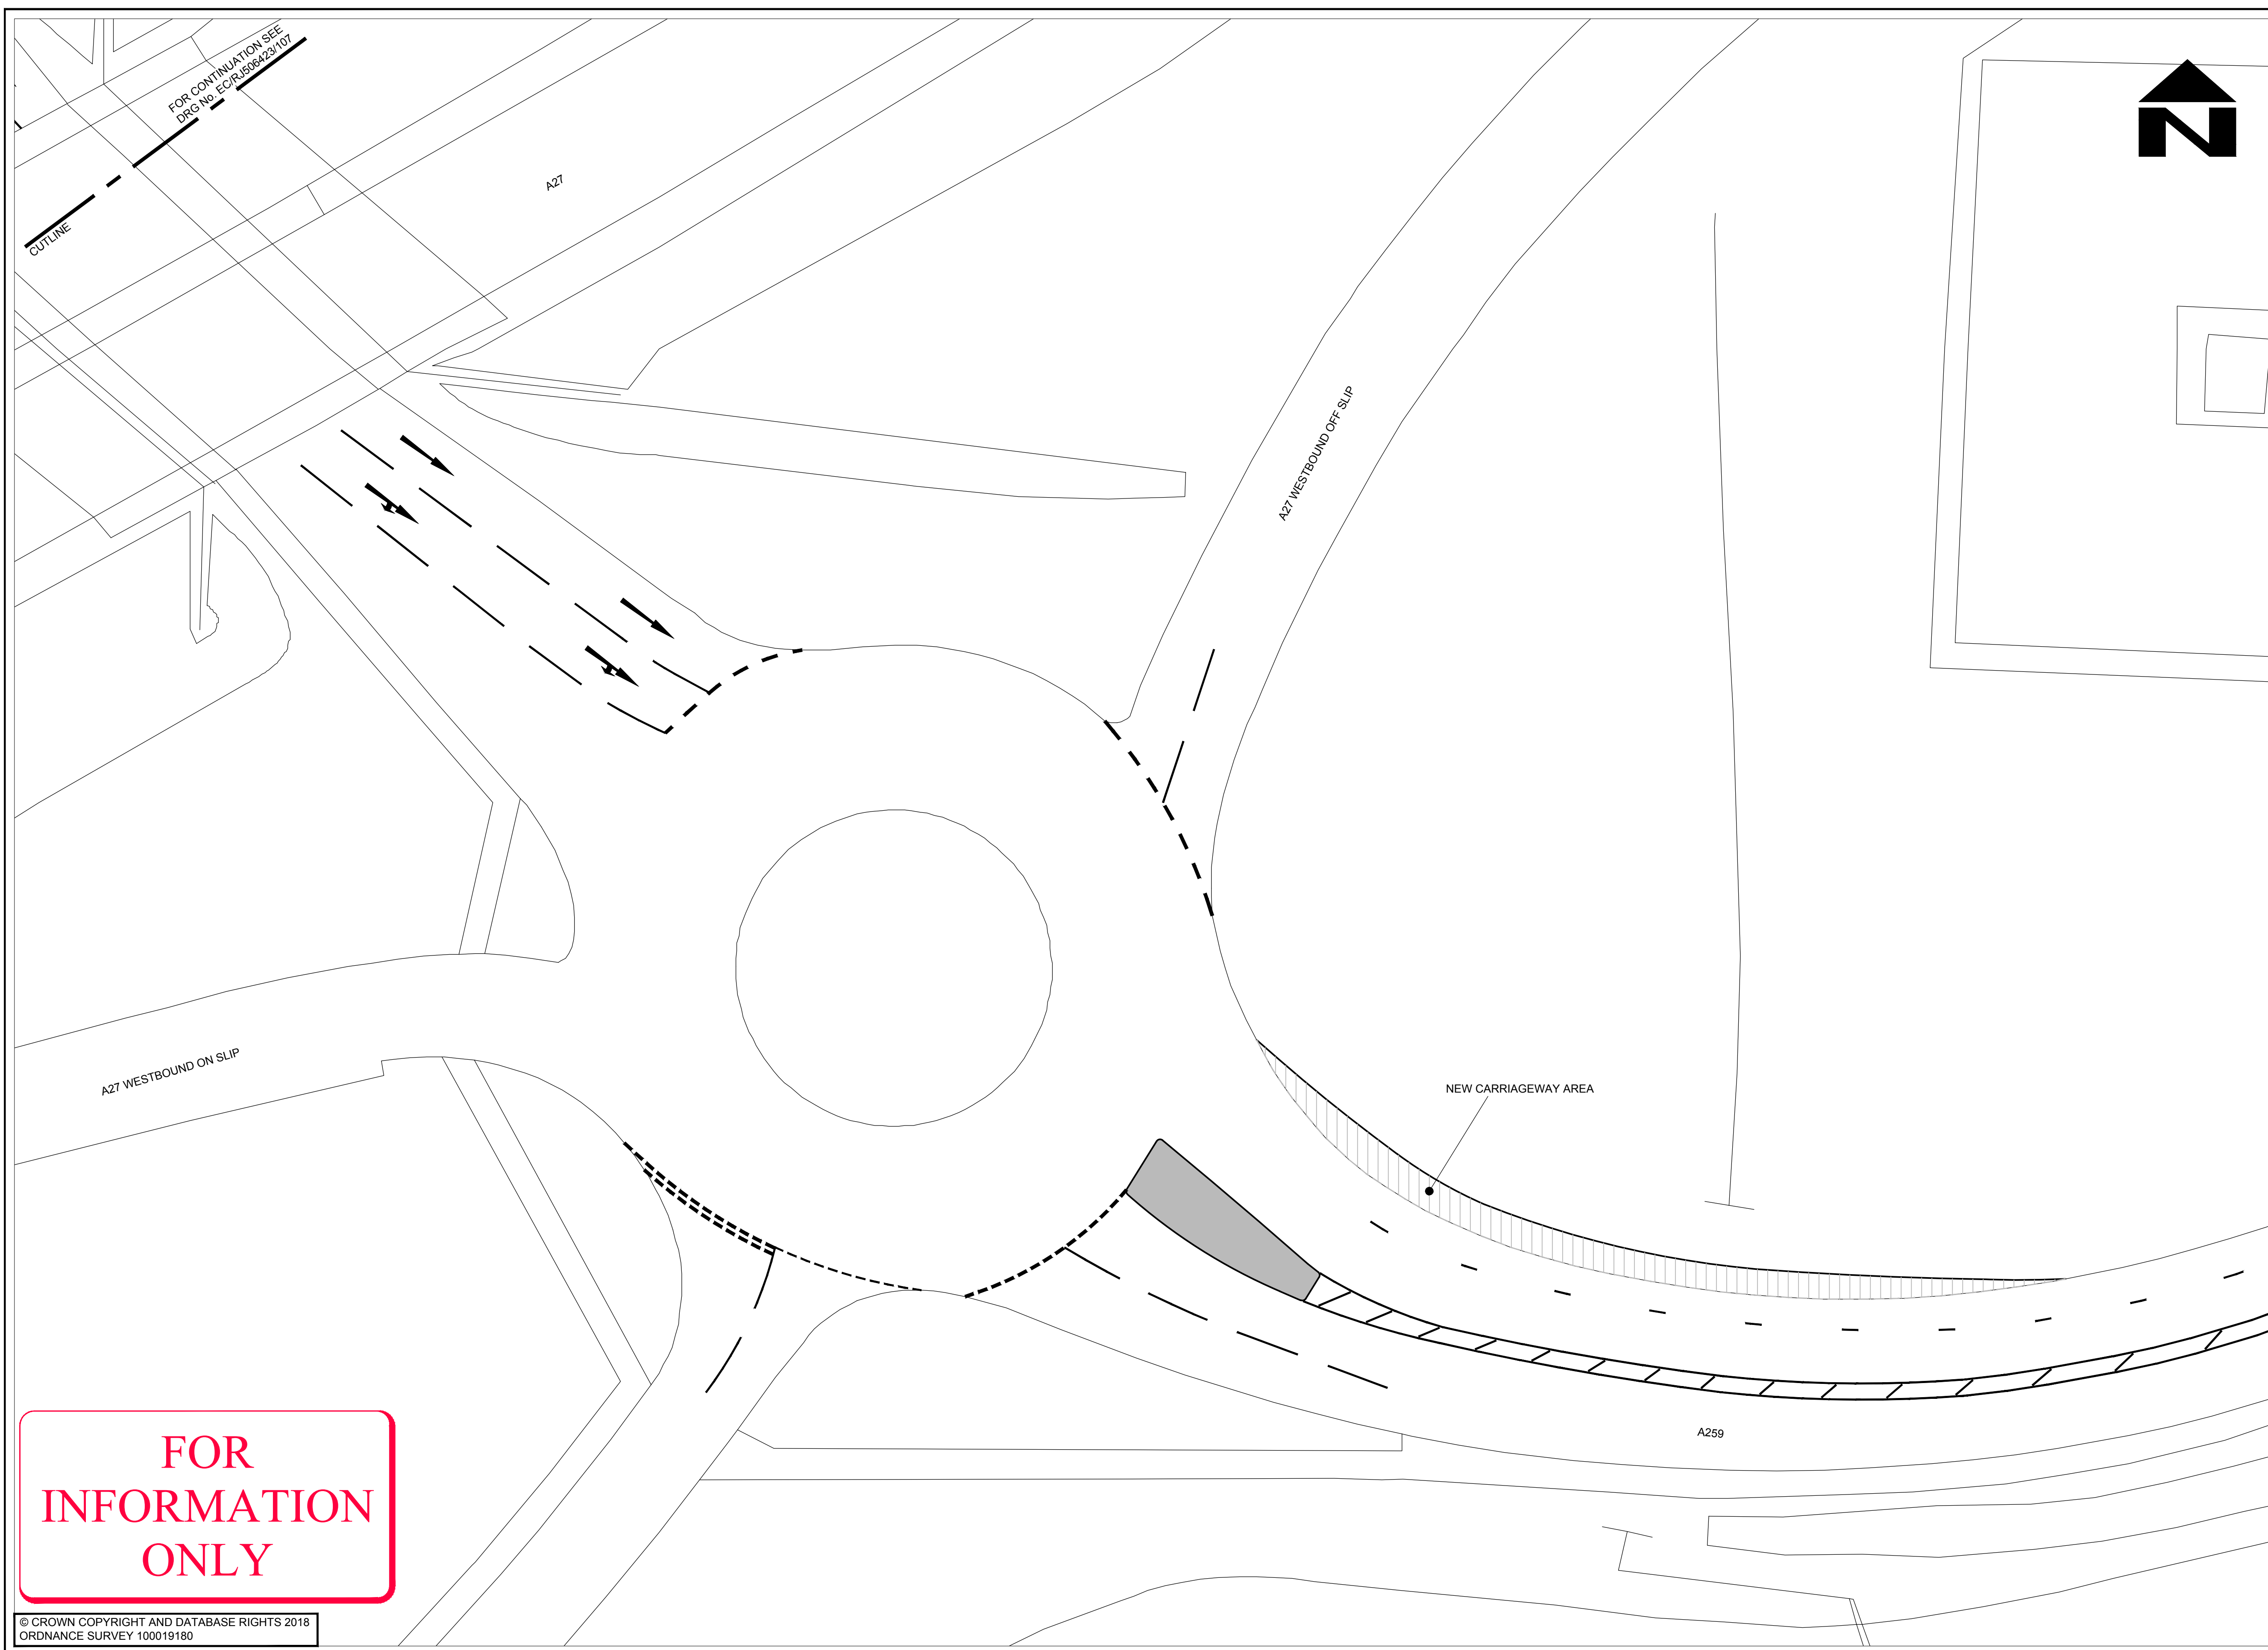 FOR CONTINUATION SEE
DRG No. EC/RJ506423/107
CUTLINE
A27
N
A27 WESTBOUND OFF SLIP
A27 WESTBOUND ON SLIP
NEW CARRIAGEWAY AREA
A259
FOR
INFORMATION
ONLY
© CROWN COPYRIGHT AND DATABASE RIGHTS 2018
ORDNANCE SURVEY 100019180